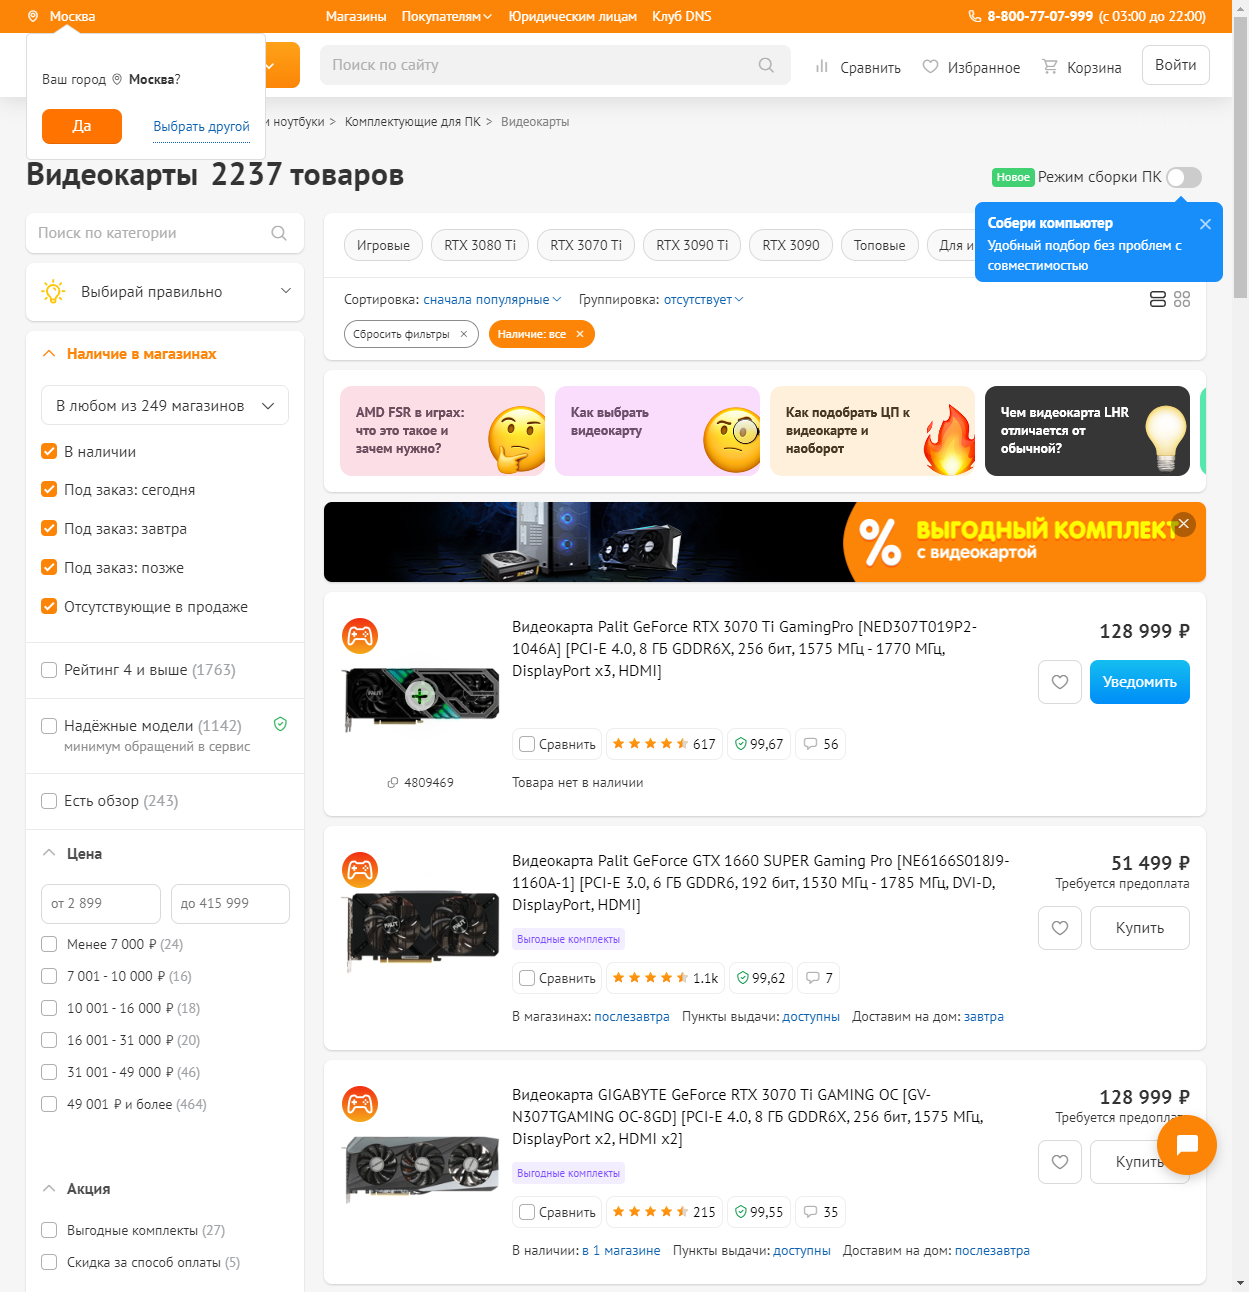 Москва
Магазины Покупателям Юридическим лицам Клуб DNS
8-800-77-07-999 (с 03:00 до 22:00)
Ваш город Москва?
Да Выбрать другой
Поиск по сайту
Сравнить Избранное Корзина Войти
и ноутбуки > Комплектующие для ПК > Видеокарты
Видеокарты 2237 товаров
Новое Режим сборки ПК
Собери компьютер
Удобный подбор без проблем с
совместимостью
Поиск по категории
Выбирай правильно
Наличие в магазинах
В любом из 249 магазинов
В наличии
Под заказ: сегодня
Под заказ: завтра
Под заказ: позже
Отсутствующие в продаже
Рейтинг 4 и выше (1763)
Надёжные модели (1142)
минимум обращений в сервис
Есть обзор (243)
Цена
от 2 899 до 415 999
Менее 7 000 ₽ (24)
7 001 - 10 000 ₽ (16)
10 001 - 16 000 ₽ (18)
16 001 - 31 000 ₽ (20)
31 001 - 49 000 ₽ (46)
49 001 ₽ и более (464)
Акция
Выгодные комплекты (27)
Скидка за способ оплаты (5)
Игровые RTX 3080 Ti RTX 3070 Ti RTX 3090 Ti RTX 3090 Топовые Для и
Сортировка: сначала популярные Группировка: отсутствует
Сбросить фильтры Наличие: все
AMD FSR в играх:
что это такое и
зачем нужно?
Как выбрать
видеокарту
Как подобрать ЦП к
видеокарте и
наоборот
Чем видеокарта LHR
отличается от
обычной?
% ВЫГОДНЫЙ КОМПЛЕКТ
с видеокартой
Видеокарта Palit GeForce RTX 3070 Ti GamingPro [NED307T019P2-
1046A] [PCI-E 4.0, 8 ГБ GDDR6X, 256 бит, 1575 МГц - 1770 МГц,
DisplayPort x3, HDMI]
128 999 ₽
Уведомить
Сравнить 617 99,67 56
4809469
Товара нет в наличии
Видеокарта Palit GeForce GTX 1660 SUPER Gaming Pro [NE6166S018J9-
1160A-1] [PCI-E 3.0, 6 ГБ GDDR6, 192 бит, 1530 МГц - 1785 МГц, DVI-D,
DisplayPort, HDMI]
51 499 ₽
Требуется предоплата
Купить
Выгодные комплекты
Сравнить 1.1k 99,62 7
В магазинах: послезавтра Пункты выдачи: доступны Доставим на дом: завтра
Видеокарта GIGABYTE GeForce RTX 3070 Ti GAMING OC [GV-
N307TGAMING OC-8GD] [PCI-E 4.0, 8 ГБ GDDR6X, 256 бит, 1575 МГц,
DisplayPort x2, HDMI x2]
128 999 ₽
Требуется предоплата
Купить
Выгодные комплекты
Сравнить 215 99,55 35
В наличии: в 1 магазине Пункты выдачи: доступны Доставим на дом: послезавтра